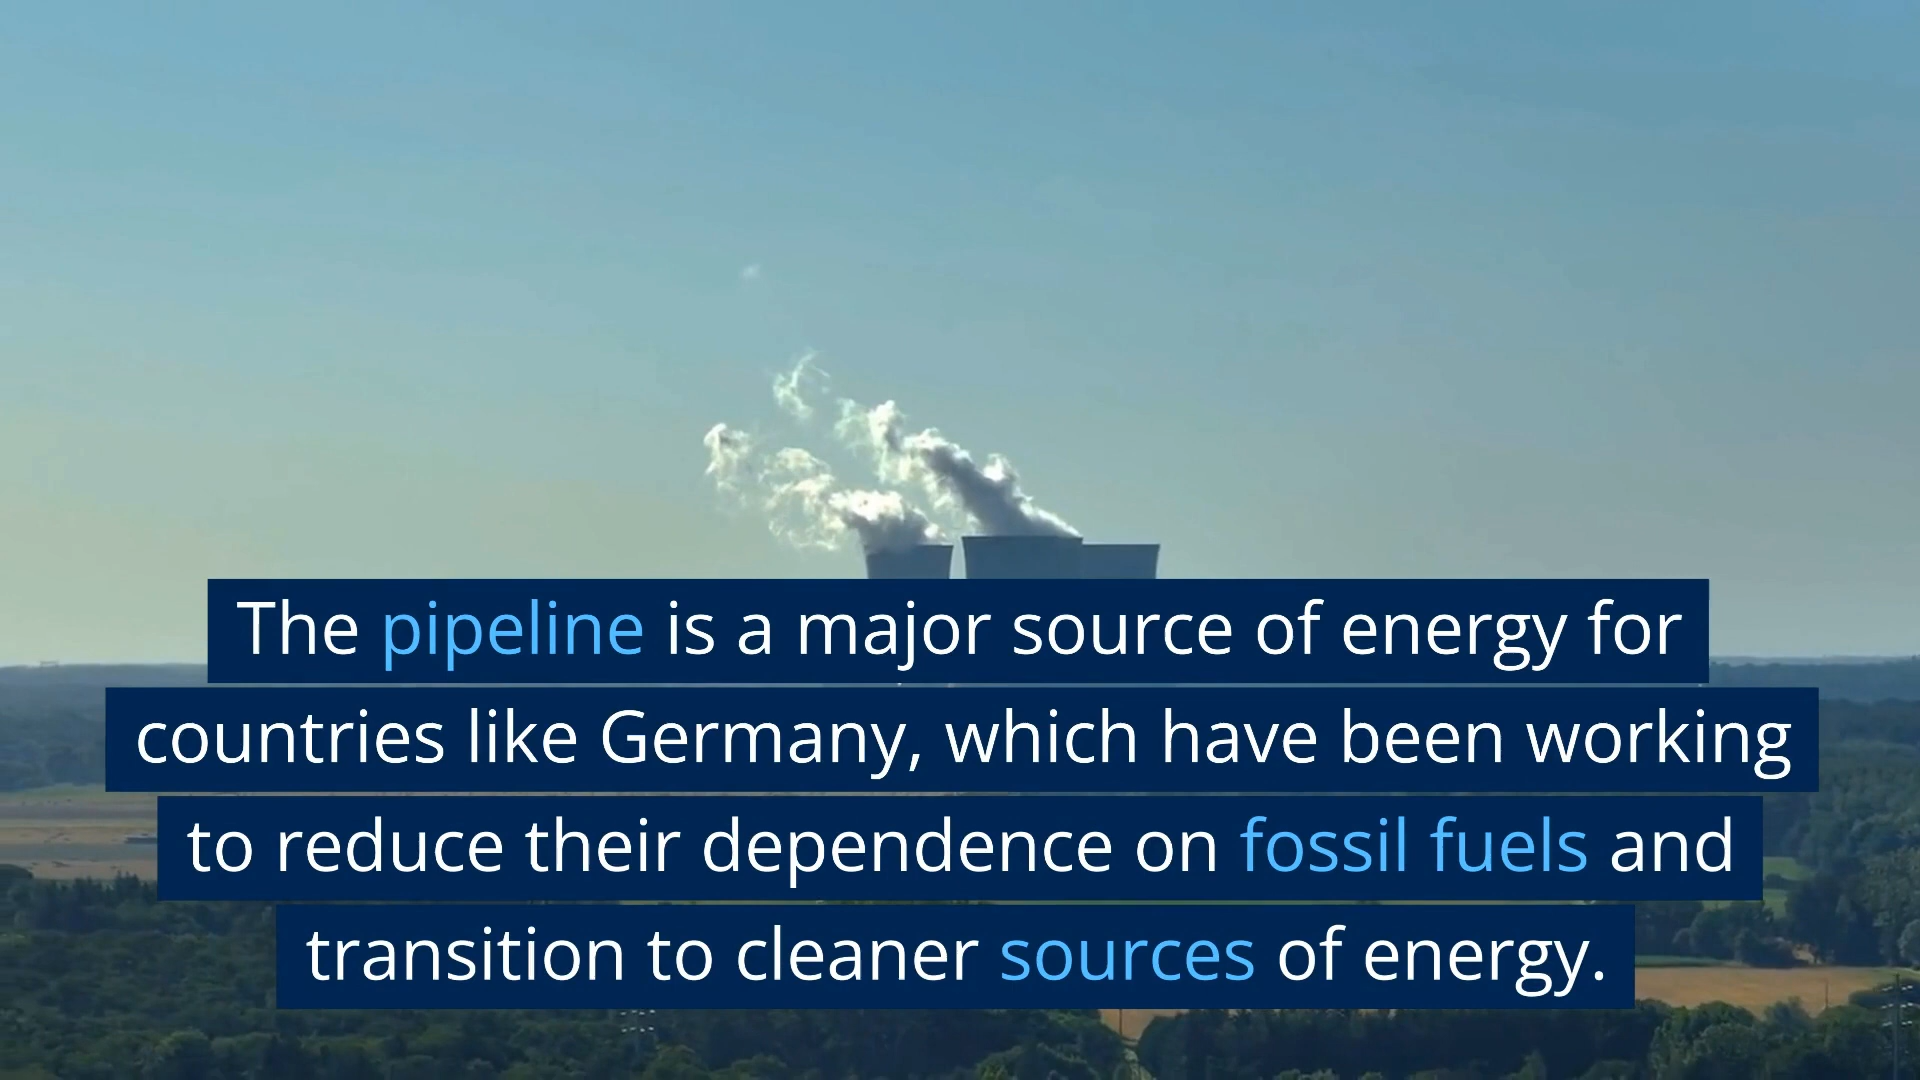 The pipeline is a major source of energy for
countries like Germany, which have been working
to reduce their dependence on fossil fuels and
transition to cleaner sources of energy.